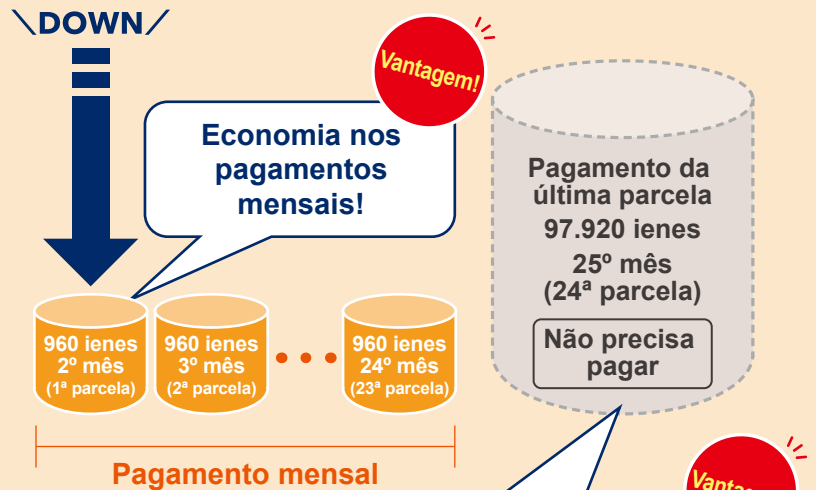 DOWN
Vantagem!
Economia nos
pagamentos
mensais!
Pagamento da
última parcela
97.920 ienes
25º mês
(24ª parcela)
Não precisa
pagar
960 ienes
2º mês
(1ª parcela)
960 ienes
3º mês
(2ª parcela)
960 ienes
24º mês
(23ª parcela)
Pagamento mensal